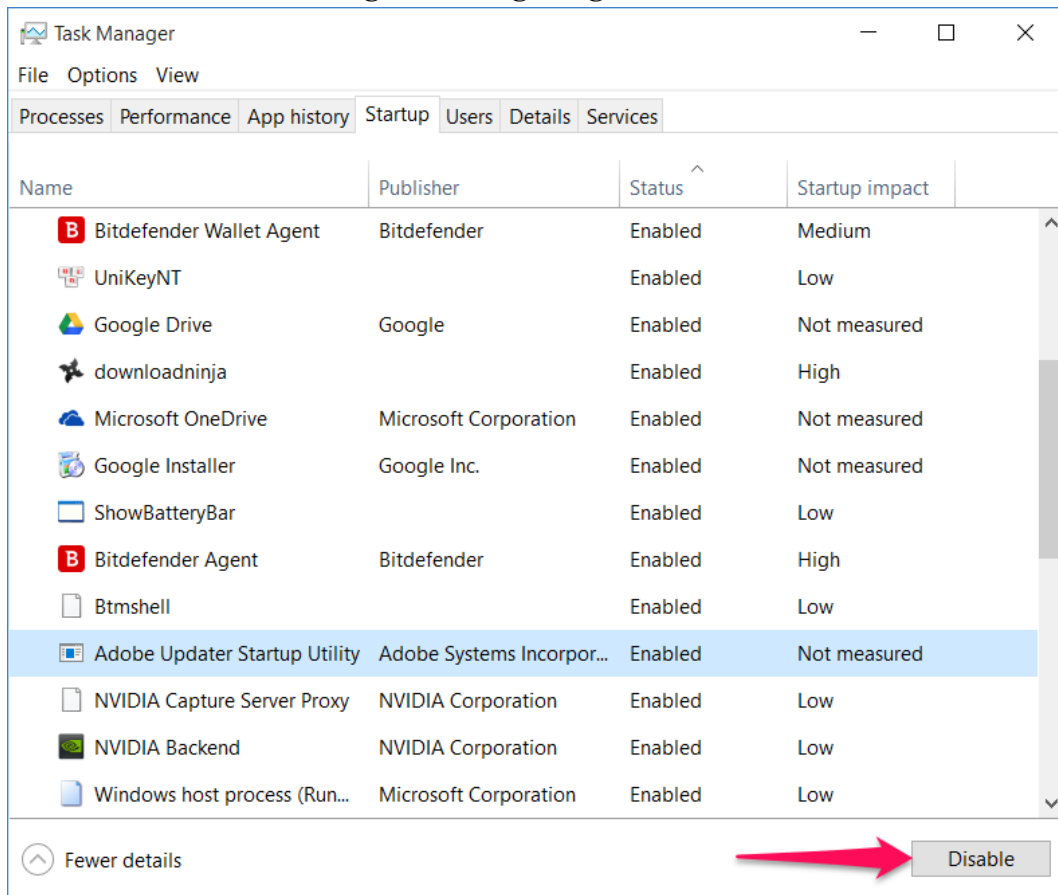 Task Manager
File Options View
Processes Performance App history Startup Users Details Services
Name Publisher Status Startup impact
Bitdefender Wallet Agent Bitdefender Enabled Medium
UniKeyNT Enabled Low
Google Drive Google Enabled Not measured
downloadninja Enabled High
Microsoft OneDrive Microsoft Corporation Enabled Not measured
Google Installer Google Inc. Enabled Not measured
ShowBatteryBar Enabled Low
Bitdefender Agent Bitdefender Enabled High
Btmshell Enabled Low
Adobe Updater Startup Utility Adobe Systems Incorpor... Enabled Not measured
NVIDIA Capture Server Proxy NVIDIA Corporation Enabled Low
NVIDIA Backend NVIDIA Corporation Enabled Low
Windows host process (Run... Microsoft Corporation Enabled Low
Fewer details Disable